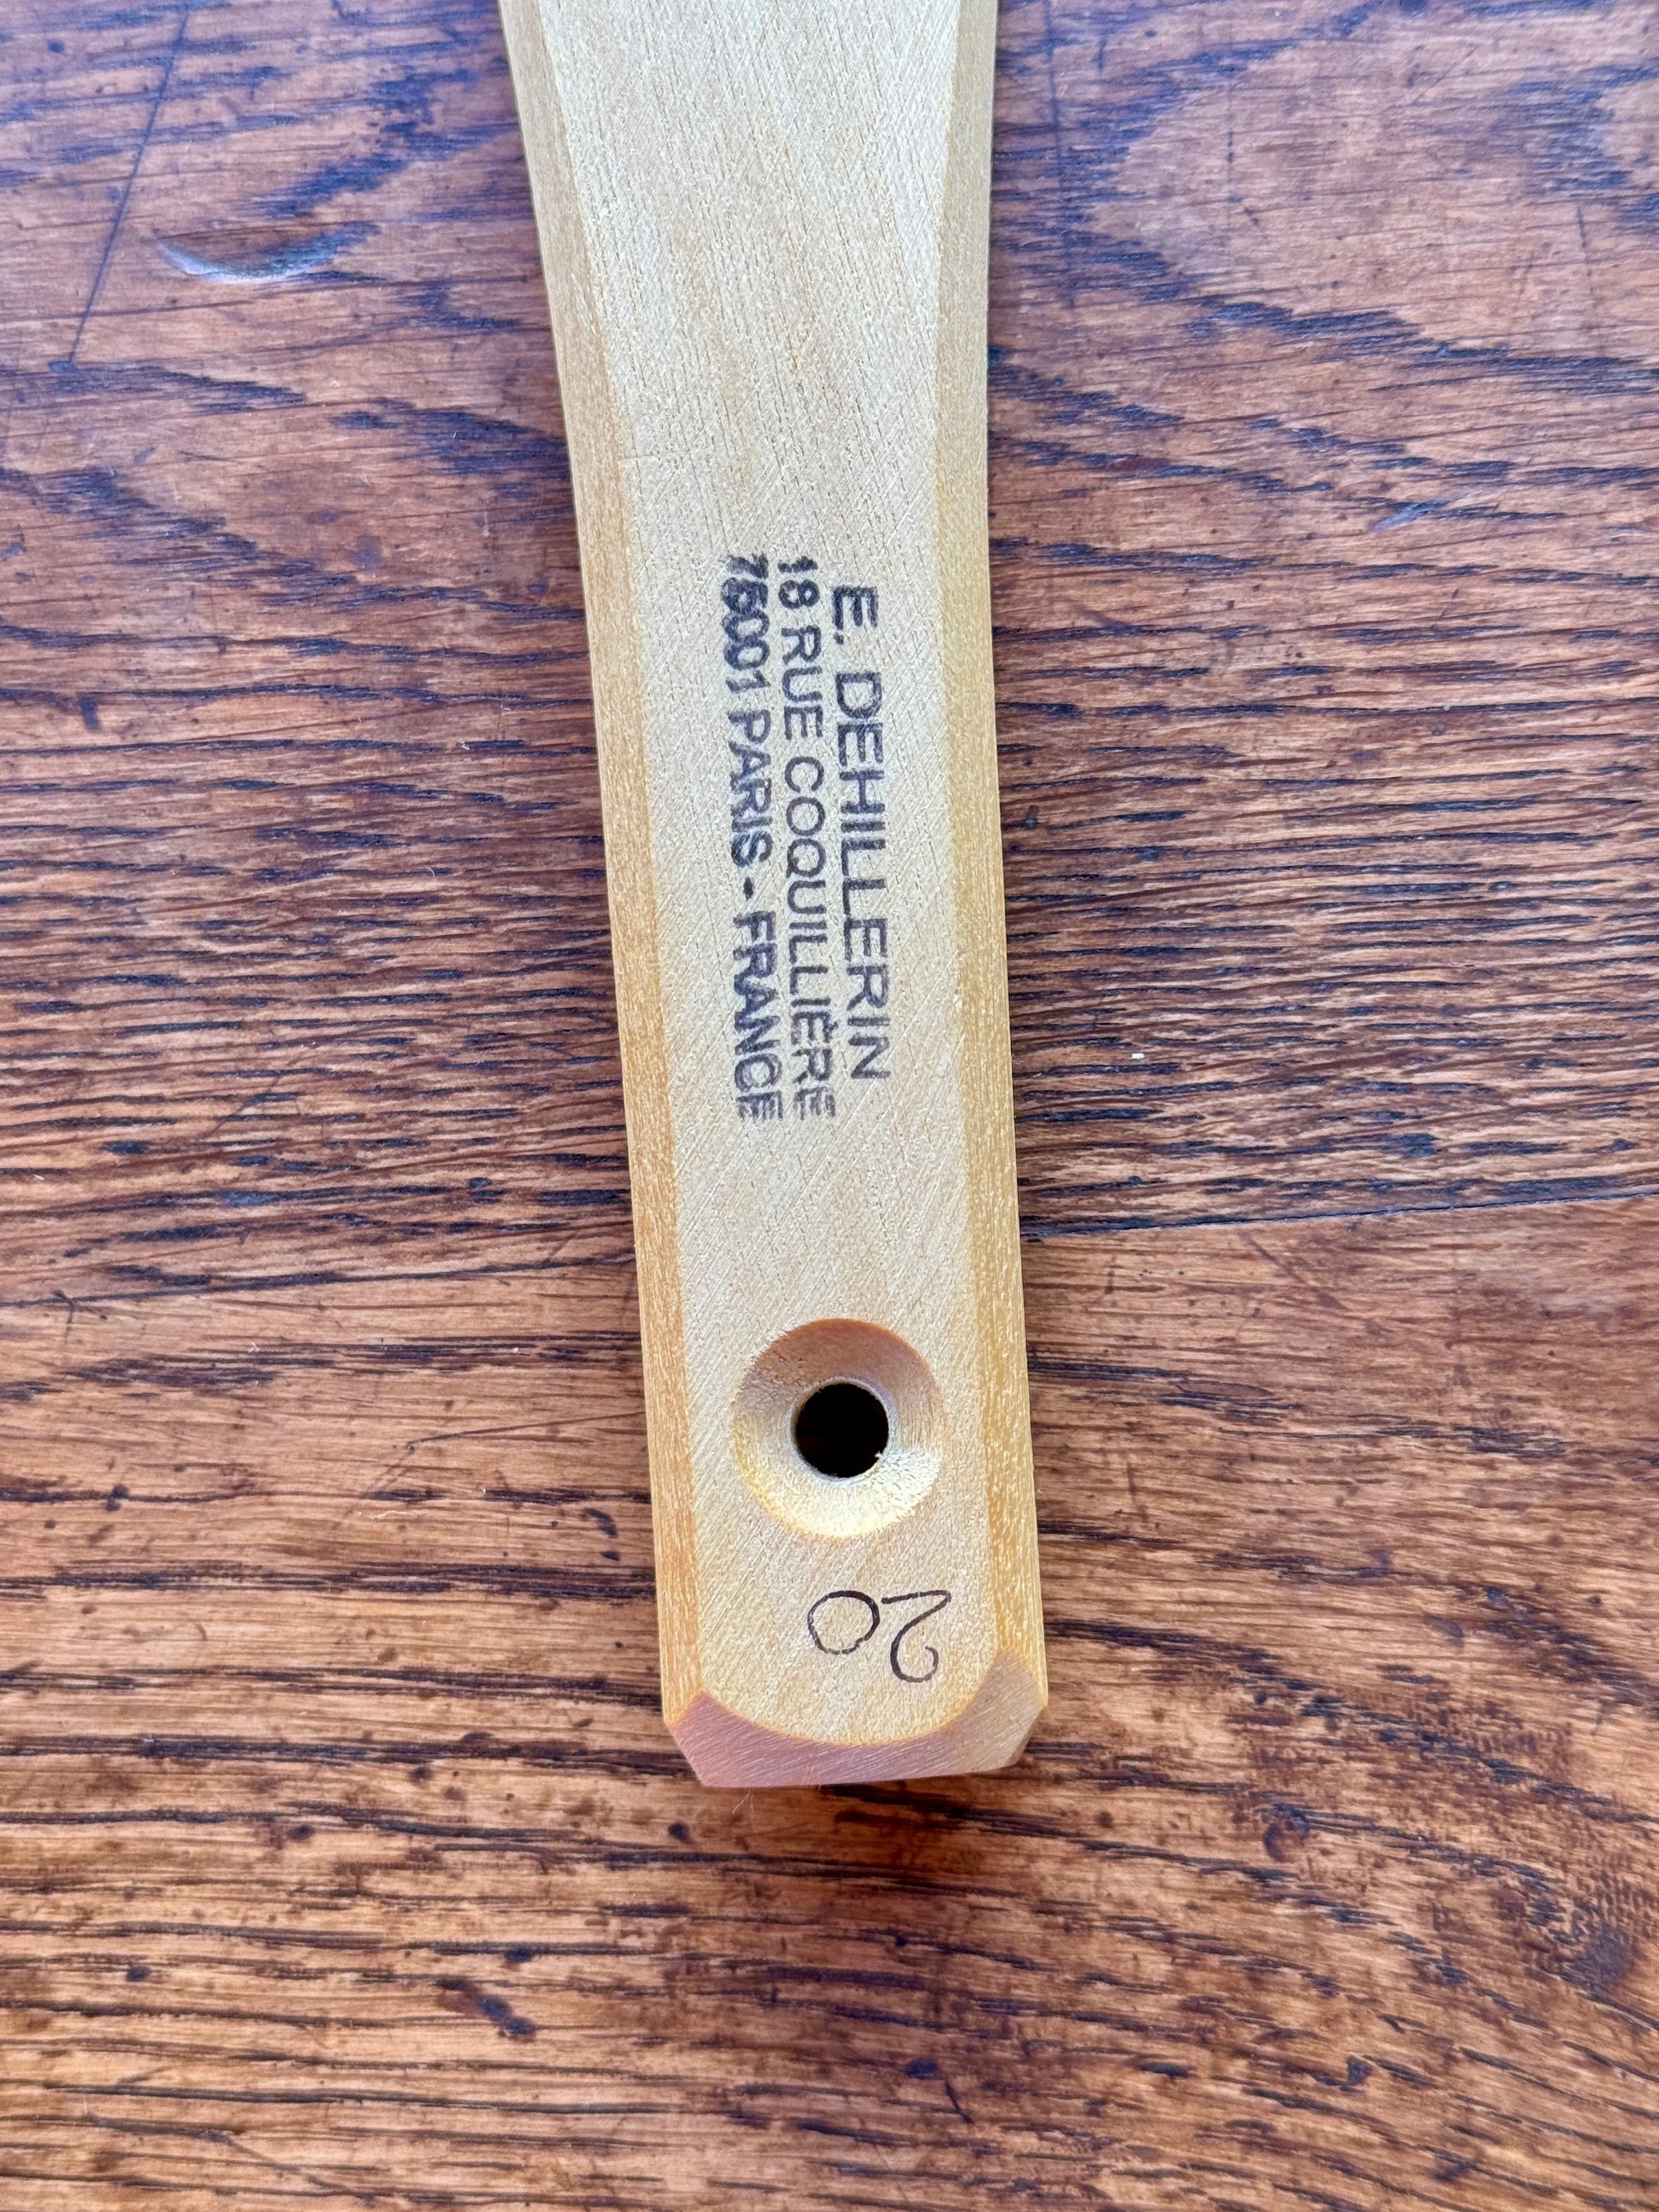 E. DEHILLERIN
18 RUE COQUILLIÈRE
75001 PARIS - FRANCE
20